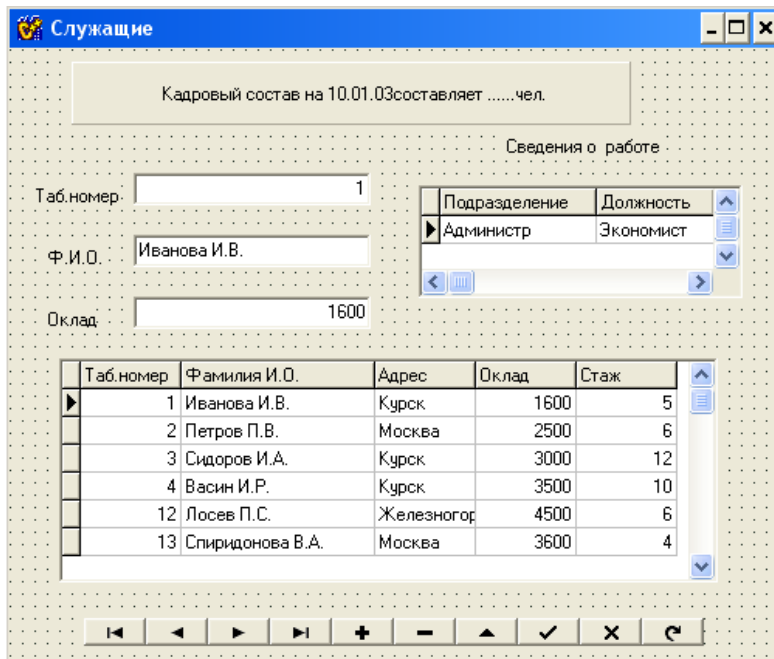 Служащие
Кадровый состав на 10.01.03составляет ......чел.
Сведения о работе
Таб.номер 1
Подразделение Должность
Администр Экономист
Ф.И.О. Иванова И.В.
Оклад 1600
Таб.номер Фамилия И.О. Адрес Оклад Стаж
1 Иванова И.В. Курск 1600 5
2 Петров П.В. Москва 2500 6
3 Сидоров И.А. Курск 3000 12
4 Васин И.Р. Курск 3500 10
12 Лосев П.С. Железногор 4500 6
13 Спиридонова В.А. Москва 3600 4